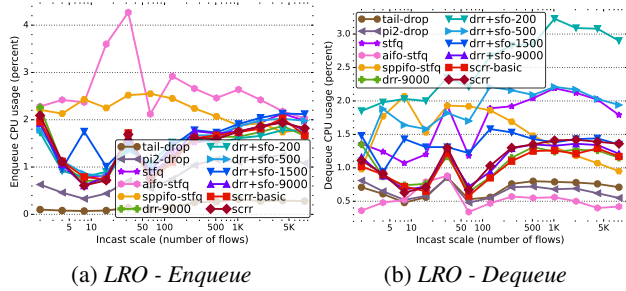 Enqueue CPU usage (percent)
4
3
2
1
0
tail-drop
pi2-drop
stfq
aifo-stfq
sppifo-stfq
drr-9000
drr+sfo-200
drr+sfo-500
drr+sfo-1500
drr+sfo-9000
scrr-basic
scrr
5 10 50 100 500 1K 5K
Incast scale (number of flows)
(a) LRO - Enqueue
Dequeue CPU usage (percent)
3.0
2.5
2.0
1.5
1.0
0.5
0.0
tail-drop
pi2-drop
stfq
aifo-stfq
sppifo-stfq
drr-9000
drr+sfo-200
drr+sfo-500
drr+sfo-1500
drr+sfo-9000
scrr-basic
scrr
5 10 50 100 500 1K 5K
Incast scale (number of flows)
(b) LRO - Dequeue